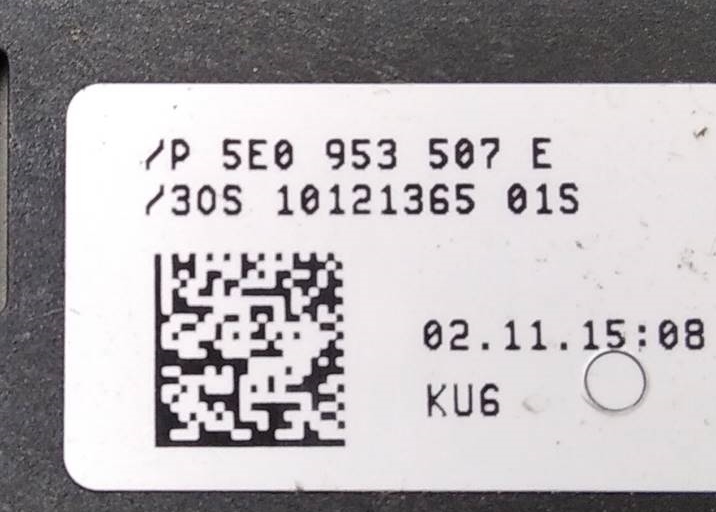 /P 5E0 953 507 E
/30S 10121365 01S
02.11.15:08
KU6